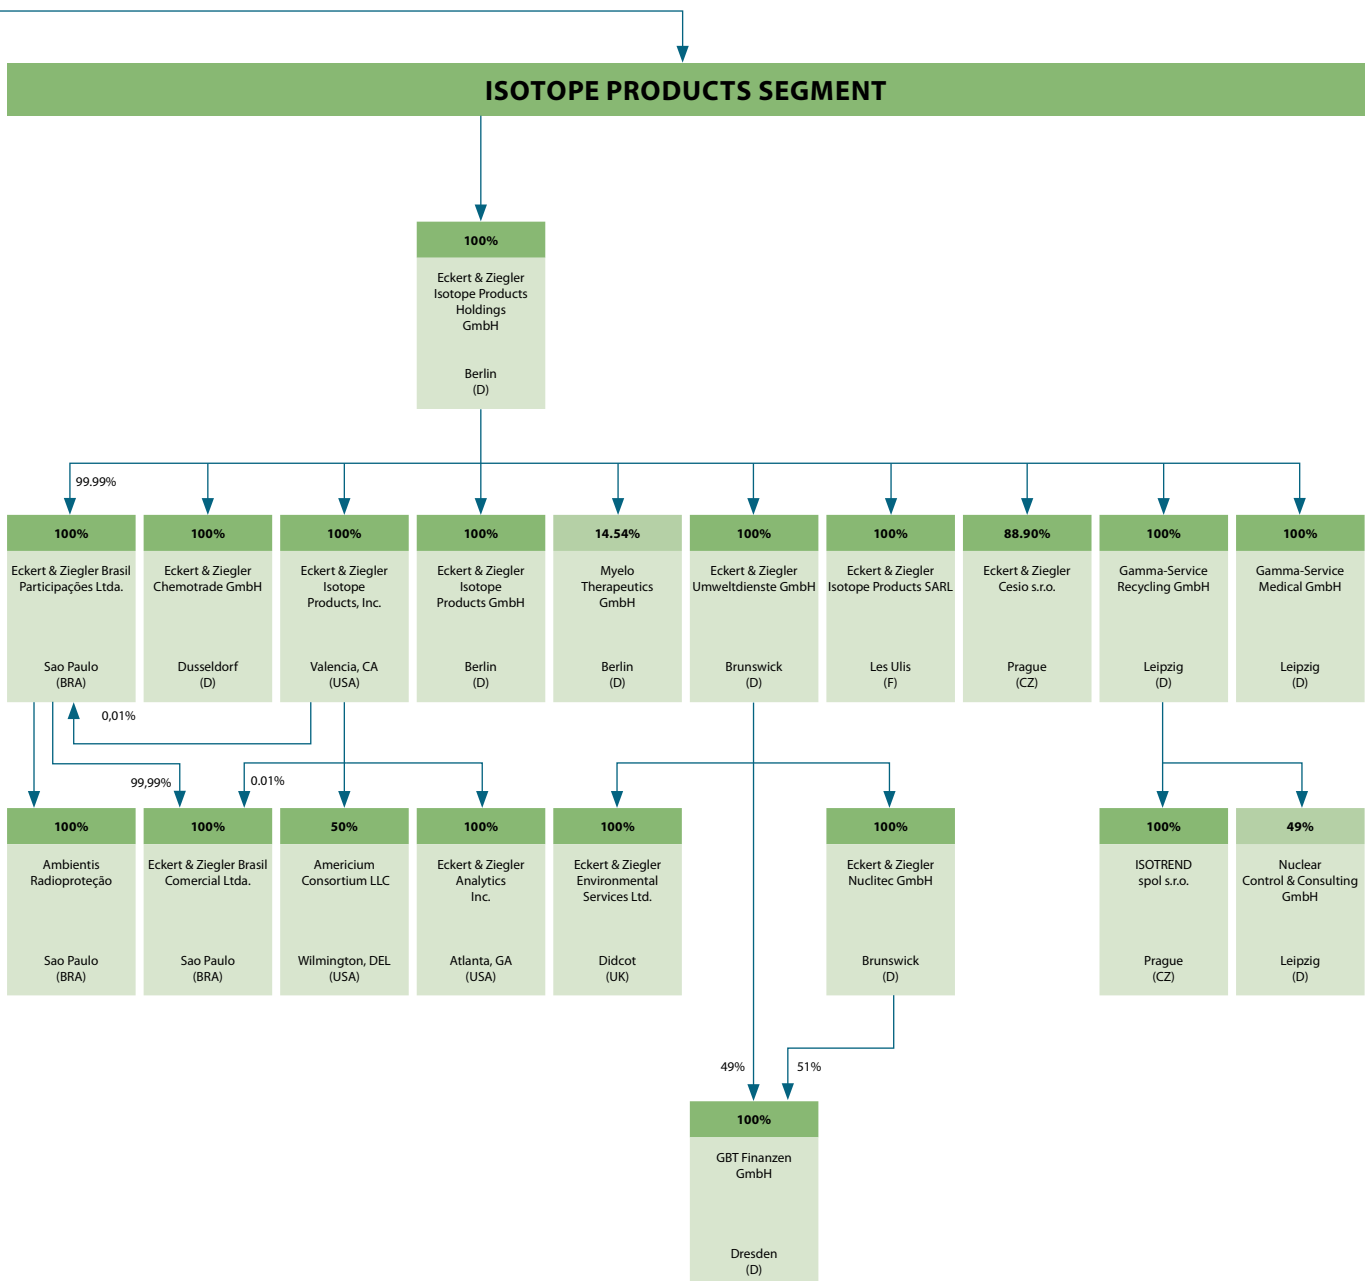 ISOTOPE PRODUCTS SEGMENT
100%
Eckert & Ziegler
Isotope Products
Holdings
GmbH
Berlin
(D)
99.99%
100%
Eckert & Ziegler Brasil
Participações Ltda.
Sao Paulo
(BRA)
100%
Eckert & Ziegler
Chemotrade GmbH
Dusseldorf
(D)
100%
Eckert & Ziegler
Isotope
Products, Inc.
Valencia, CA
(USA)
100%
Eckert & Ziegler
Isotope
Products GmbH
Berlin
(D)
14.54%
Myelo
Therapeutics
GmbH
Berlin
(D)
100%
Eckert & Ziegler
Umweltdienste GmbH
Brunswick
(D)
100%
Eckert & Ziegler
Isotope Products SARL
Les Ulis
(F)
88.90%
Eckert & Ziegler
Cesio s.r.o.
Prague
(CZ)
100%
Gamma-Service
Recycling GmbH
Leipzig
(D)
100%
Gamma-Service
Medical GmbH
Leipzig
(D)
0,01%
99,99%
0.01%
100%
Ambientis
Radioproteção
Sao Paulo
(BRA)
100%
Eckert & Ziegler Brasil
Comercial Ltda.
Sao Paulo
(BRA)
50%
Americium
Consortium LLC
Wilmington, DEL
(USA)
100%
Eckert & Ziegler
Analytics
Inc.
Atlanta, GA
(USA)
100%
Eckert & Ziegler
Environmental
Services Ltd.
Didcot
(UK)
100%
Eckert & Ziegler
Nuclitec GmbH
Brunswick
(D)
100%
ISOTREND
spol s.r.o.
Prague
(CZ)
49%
Nuclear
Control & Consulting
GmbH
Leipzig
(D)
49%
51%
100%
GBT Finanzen
GmbH
Dresden
(D)